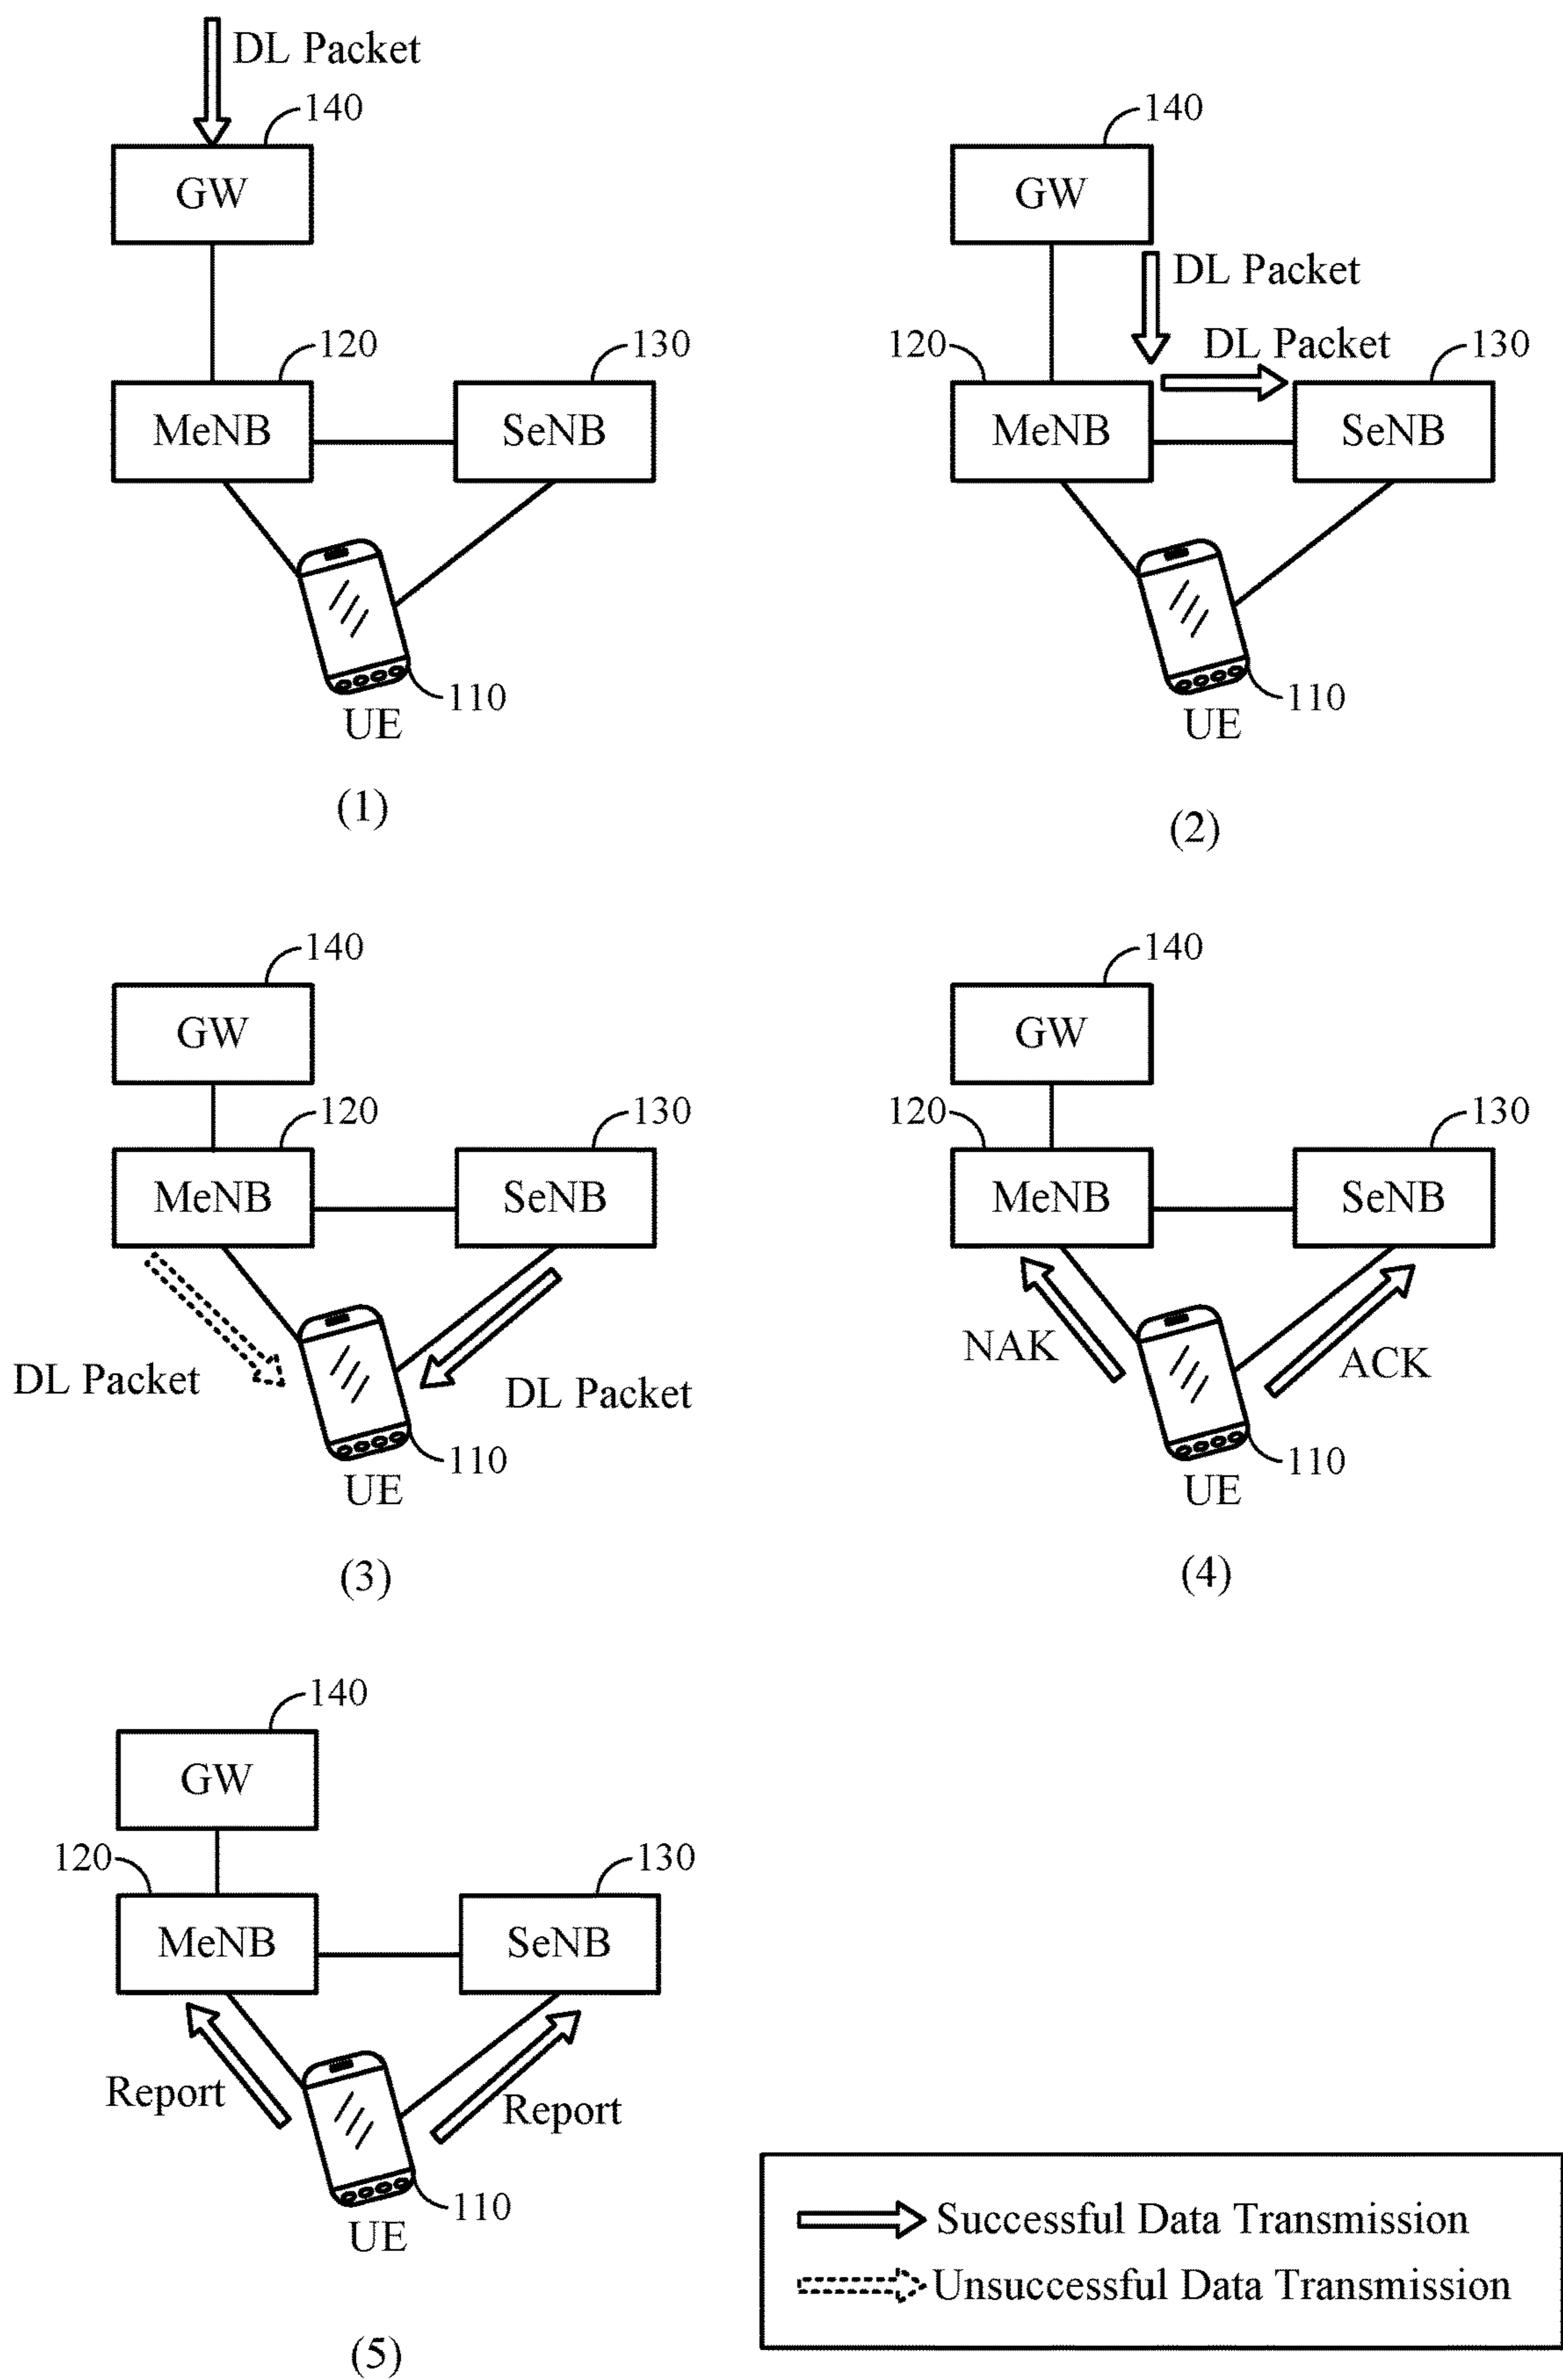 DL Packet
140
GW
120
130
MeNB
SeNB
110
UE
(1)
140
GW
DL Packet
120
DL Packet
130
MeNB
SeNB
110
UE
(2)
140
GW
120
130
MeNB
SeNB
DL Packet
DL Packet
110
UE
(3)
140
GW
120
130
MeNB
SeNB
NAK
ACK
110
UE
(4)
140
GW
120
130
MeNB
SeNB
Report
Report
110
UE
(5)
Successful Data Transmission
Unsuccessful Data Transmission